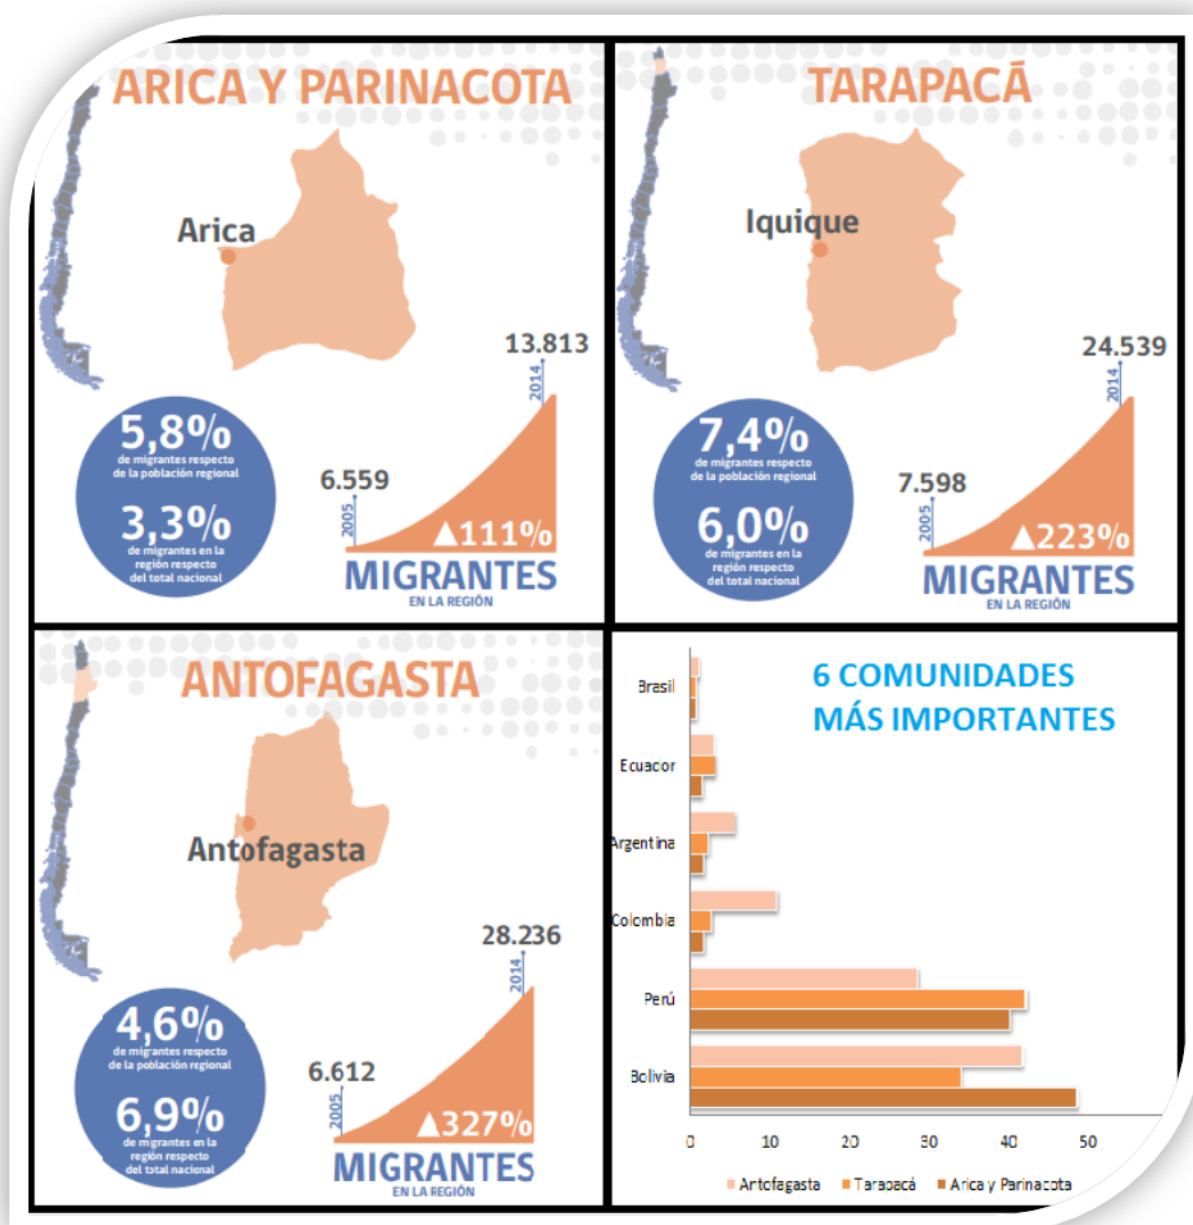 ARICA Y PARINACOTA
Arica
13.813
2014
5,8%
de migrantes respecto
de la población regional
3,3%
de migrantes en la
región respecto
del total nacional
6.559
2005
▲111%
MIGRANTES
EN LA REGIÓN
TARAPACÁ
Iquique
24.539
2014
7,4%
de migrantes respecto
de la población regional
6,0%
de migrantes en la
región respecto
del total nacional
7.598
2005
▲223%
MIGRANTES
EN LA REGIÓN
ANTOFAGASTA
Antofagasta
28.236
2014
4,6%
de migrantes respecto
de la población regional
6,9%
de migrantes en la
región respecto
del total nacional
6.612
2005
▲327%
MIGRANTES
EN LA REGIÓN
6 COMUNIDADES
MÁS IMPORTANTES
Brasil
Ecuador
Argentina
Colombia
Perú
Bolivia
0 10 20 30 40 50
Antofagasta Tarapacá Arica y Parinacota